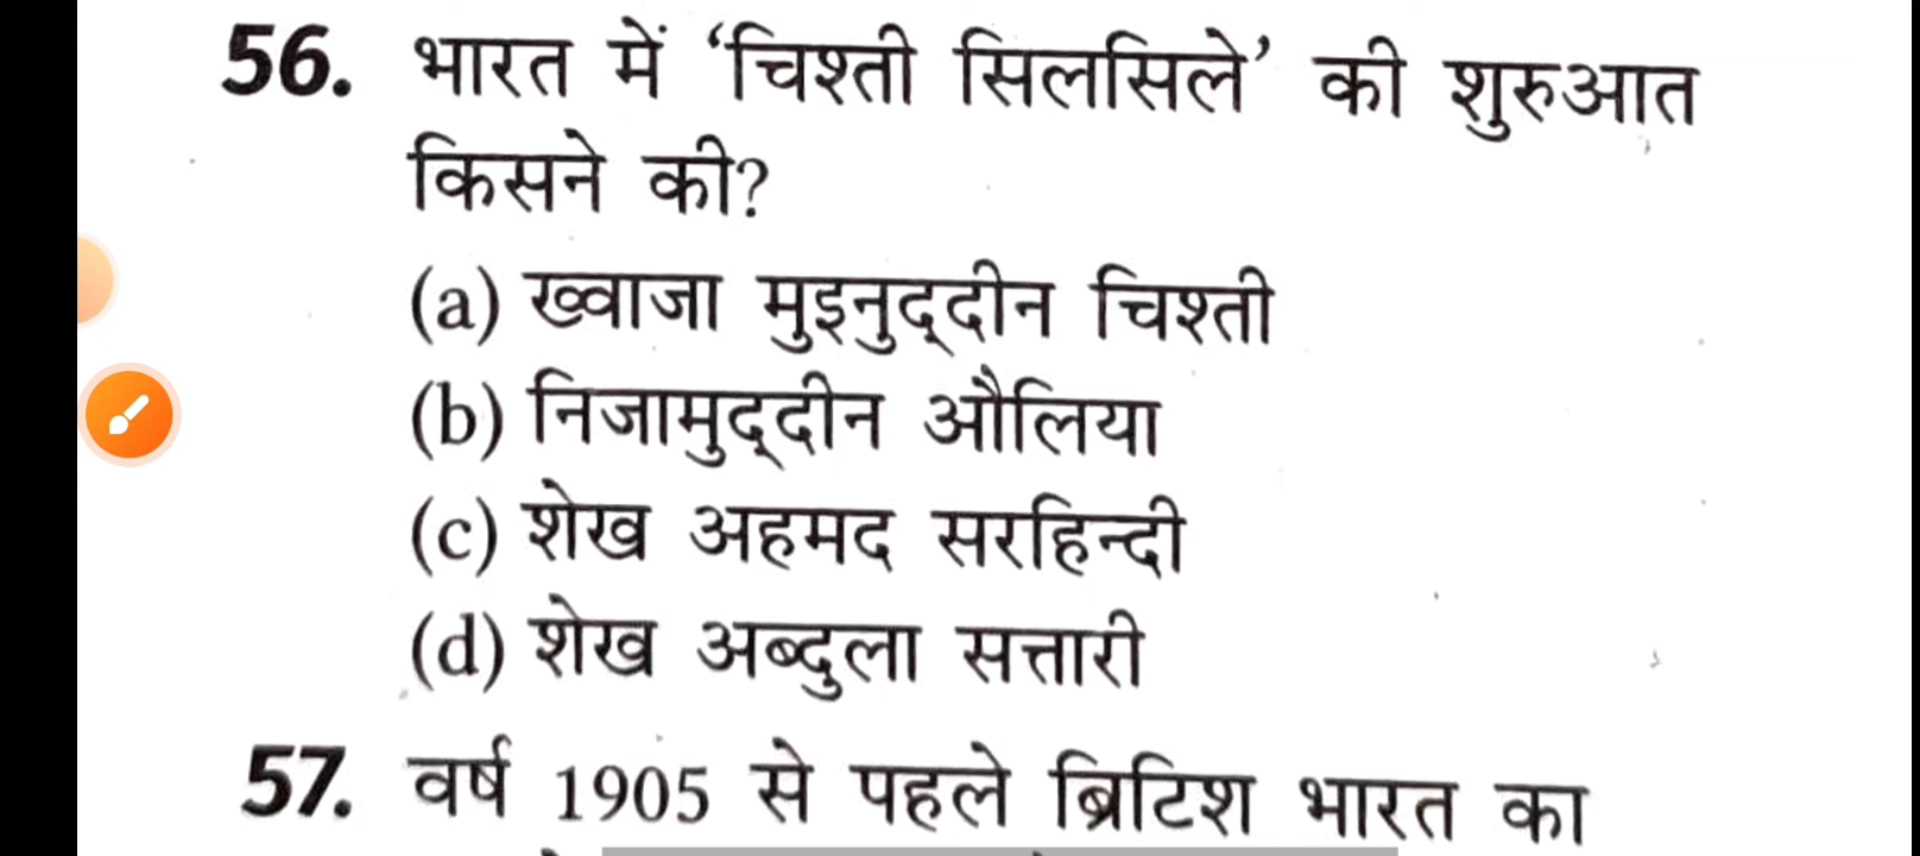 56. भारत में ‘चिश्ती सिलसिले’ की शुरुआत
किसने की?
(a) ख्वाजा मुइनुद्दीन चिश्ती
(b) निजामुद्दीन औलिया
(c) शेख अहमद सरहिन्दी
(d) शेख अब्दुला सत्तारी
57. वर्ष 1905 से पहले ब्रिटिश भारत का